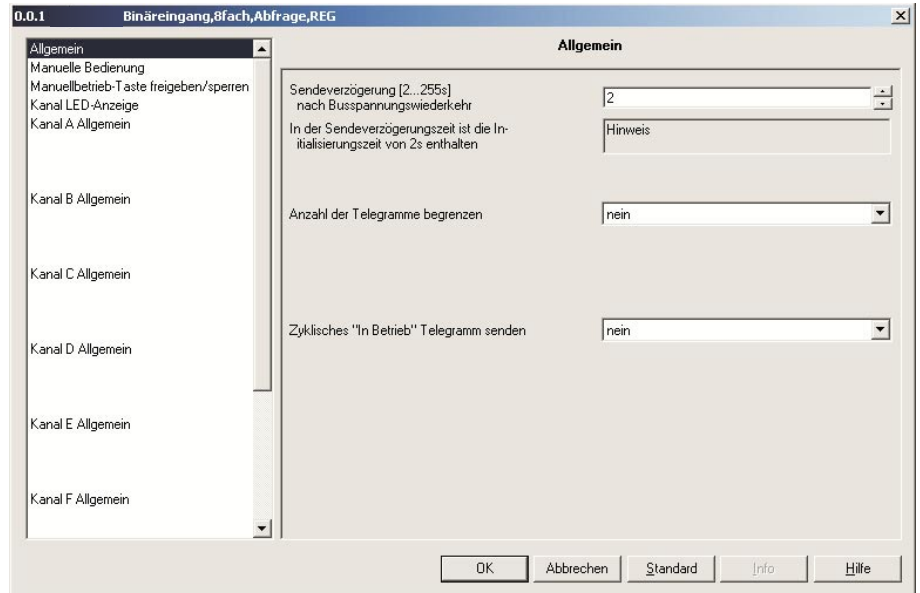 0.0.1 Binäreingang,8fach,Abfrage,REG
Allgemein
Manuelle Bedienung
Manuellbetrieb-Taste freigeben/sperren
Kanal LED-Anzeige
Kanal A Allgemein
Kanal B Allgemein
Kanal C Allgemein
Kanal D Allgemein
Kanal E Allgemein
Kanal F Allgemein
Allgemein
Sendeverzögerung [2...255s]
nach Busspannungswiederkehr
2
In der Sendeverzögerungszeit ist die In-
itialisierungszeit von 2s enthalten
Hinweis
Anzahl der Telegramme begrenzen
nein
Zyklisches "In Betrieb" Telegramm senden
nein
OK
Abbrechen
Standard
Info
Hilfe